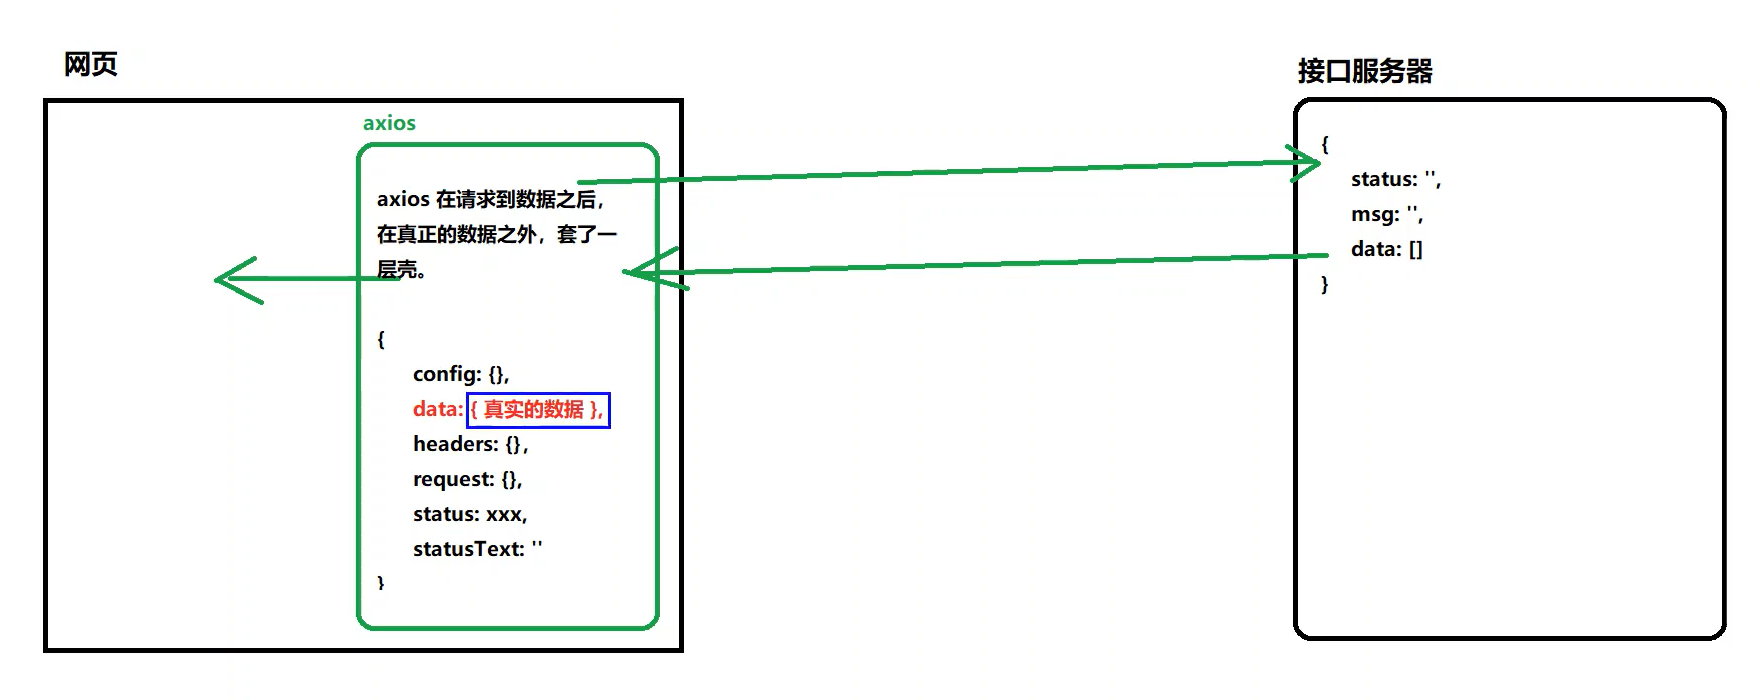 网页
axios
axios 在请求到数据之后，
在真正的数据之外，套了一
层壳。
{
config: {},
data: { 真实的数据 },
headers: {},
request: {},
status: xxx,
statusText: ''
}
接口服务器
{
status: '',
msg: '',
data: []
}